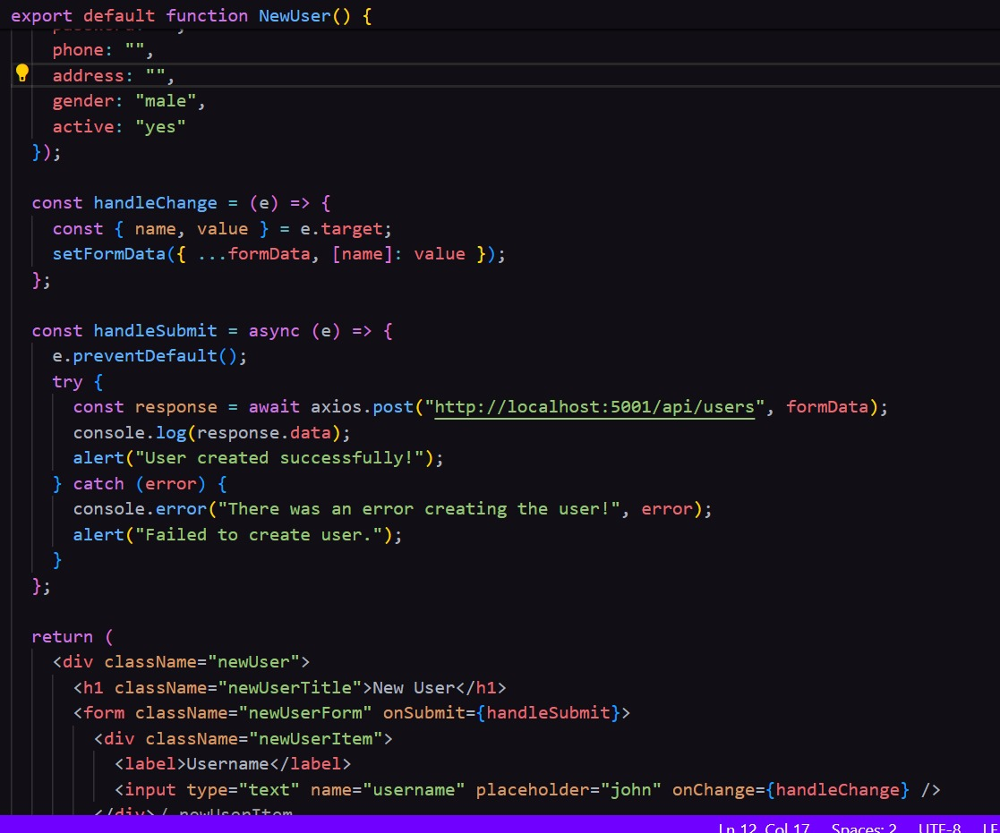 export default function NewUser() {
phone: "",
address: "",
gender: "male",
active: "yes"
});
const handleChange = (e) => {
const { name, value } = e.target;
setFormData({ ...formData, [name]: value });
};
const handleSubmit = async (e) => {
e.preventDefault();
try {
const response = await axios.post("http://localhost:5001/api/users", formData);
console.log(response.data);
alert("User created successfully!");
} catch (error) {
console.error("There was an error creating the user!", error);
alert("Failed to create user.");
}
};
return (
<div className="newUser">
<h1 className="newUserTitle">New User</h1>
<form className="newUserForm" onSubmit={handleSubmit}>
<div className="newUserItem">
<label>Username</label>
<input type="text" name="username" placeholder="john" onChange={handleChange} />
</div>/ newUserItem
Ln 12, Col 17 Spaces: 2 UTF-8 LF